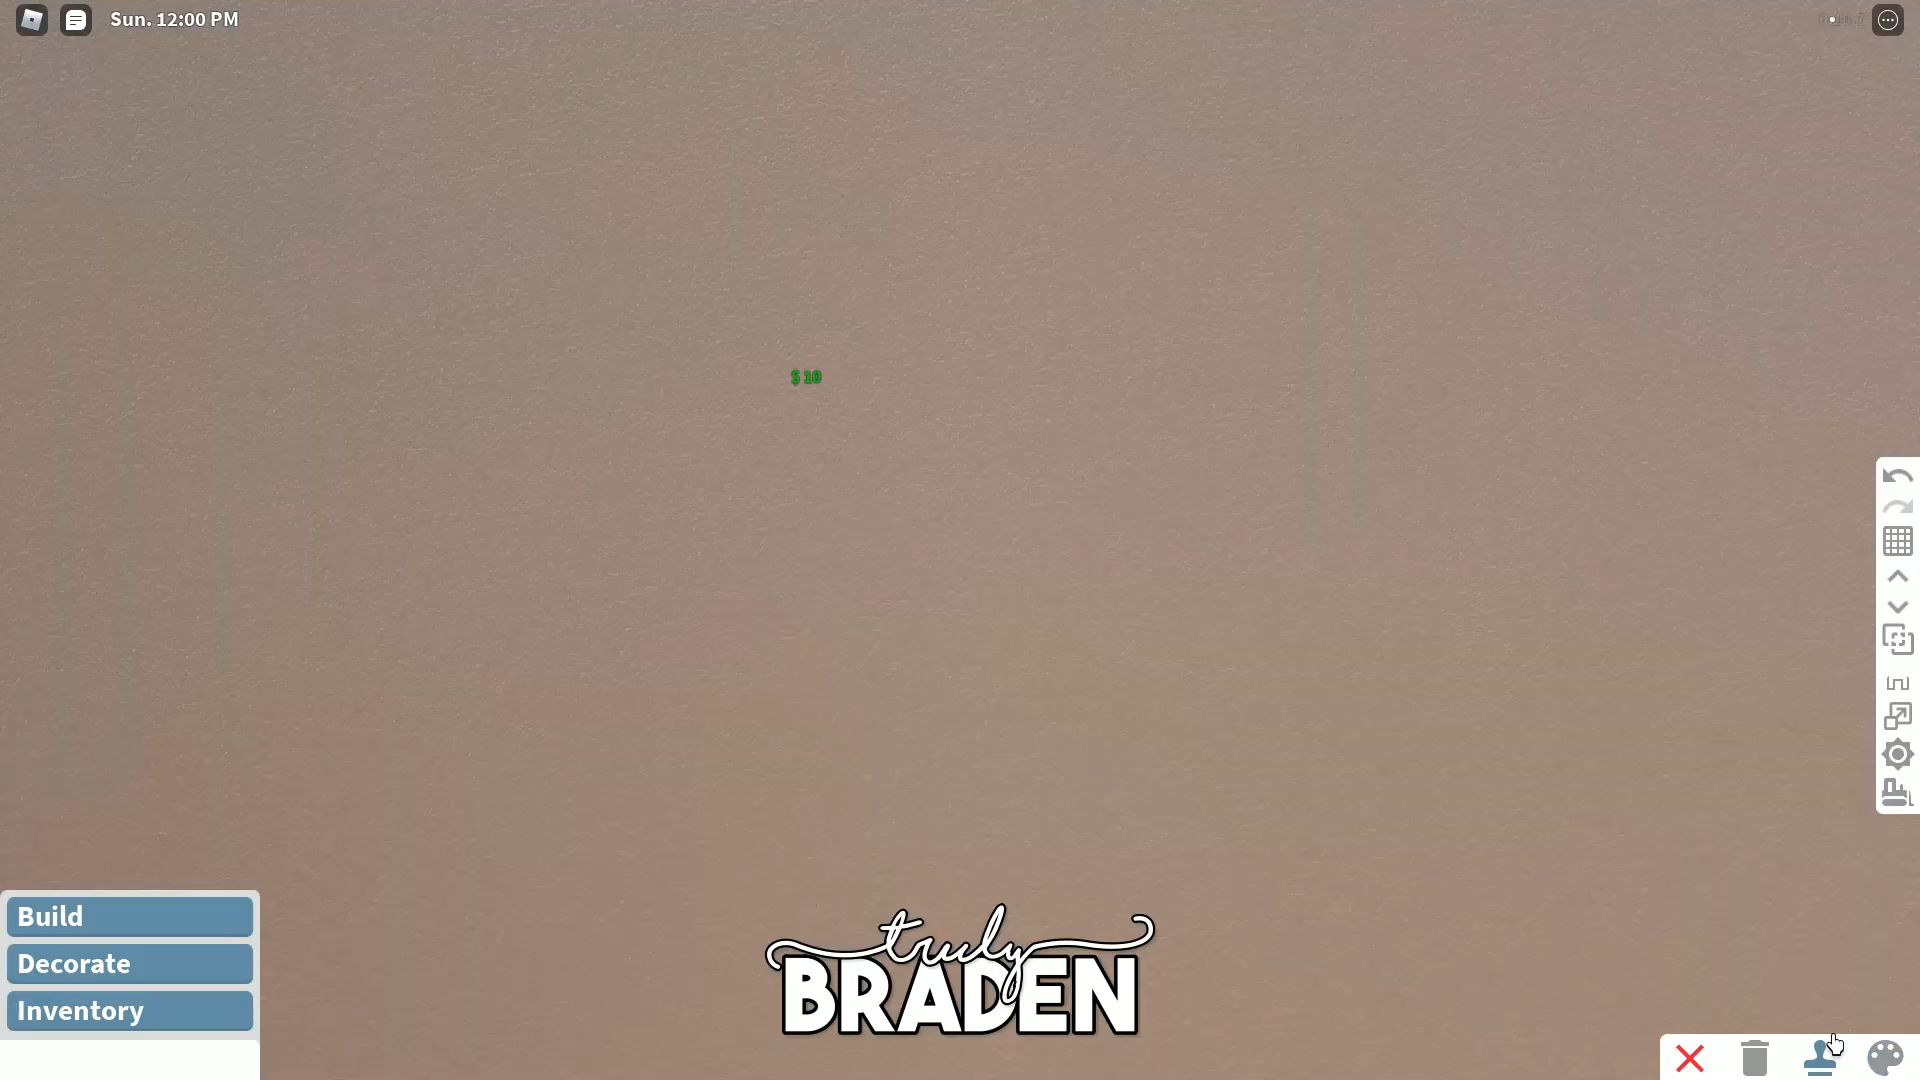 Sun. 12:00 PM
$ 10
Build
Decorate
Inventory
truly
BRADEN